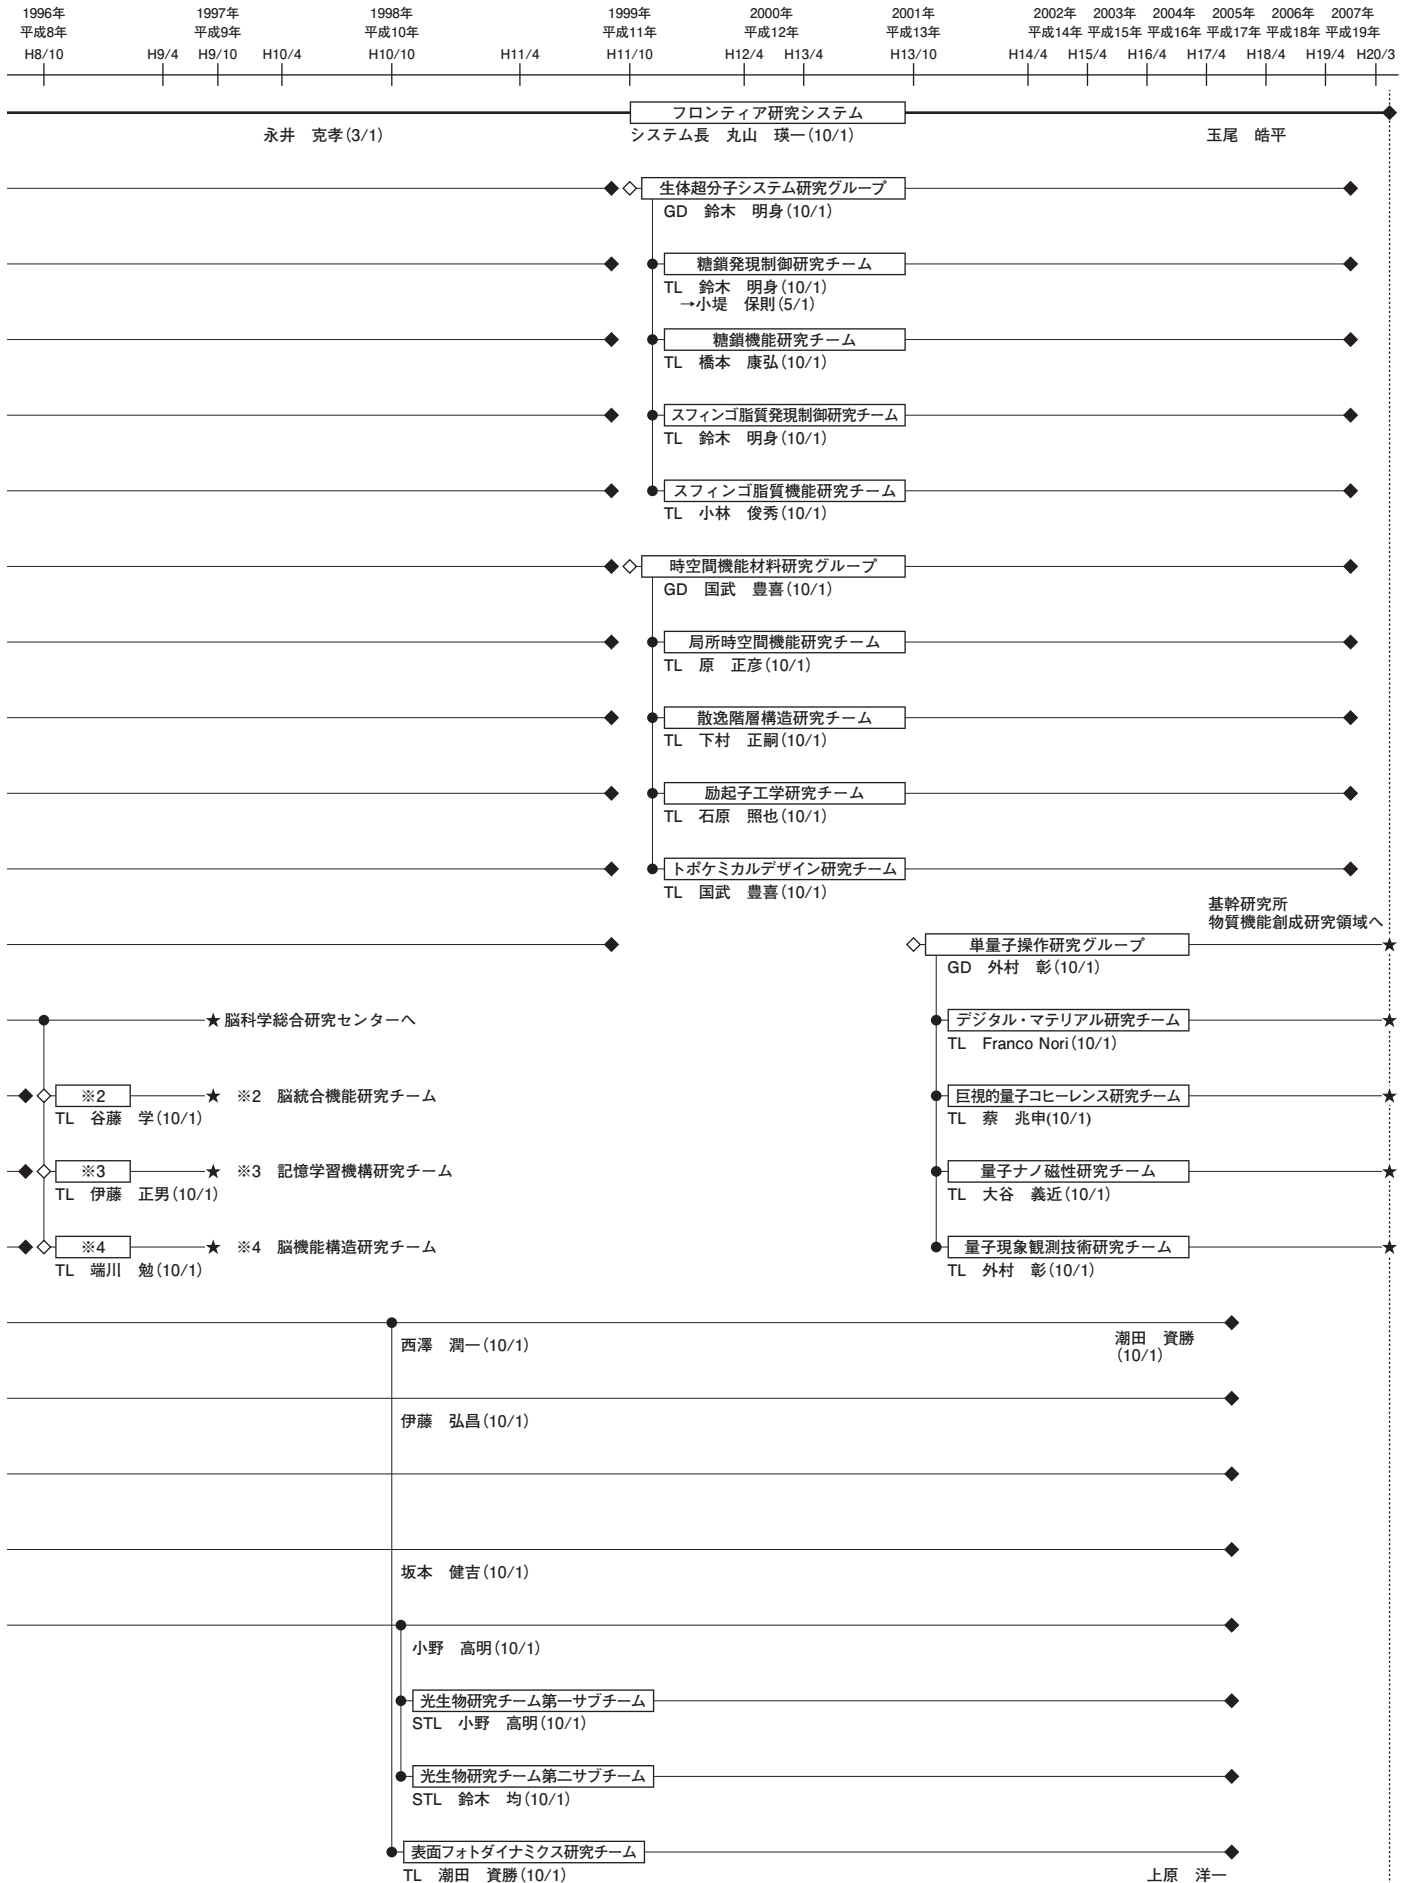 1996年
平成8年
1997年
平成9年
1998年
平成10年
1999年
平成11年
2000年
平成12年
2001年
平成13年
2002年
平成14年
2003年
平成15年
2004年
平成16年
2005年
平成17年
2006年
平成18年
2007年
平成19年
H8/10 H9/4 H9/10 H10/4 H10/10 H11/4 H11/10 H12/4 H13/4 H13/10 H14/4 H15/4 H16/4 H17/4 H18/4 H19/4 H20/3
フロンティア研究システム
永井 克孝(3/1) システム長 丸山 瑛一(10/1) 玉尾 皓平
生体超分子システム研究グループ
GD 鈴木 明身(10/1)
糖鎖発現制御研究チーム
TL 鈴木 明身(10/1)
→小堤 保則(5/1)
糖鎖機能研究チーム
TL 橋本 康弘(10/1)
スフィンゴ脂質発現制御研究チーム
TL 鈴木 明身(10/1)
スフィンゴ脂質機能研究チーム
TL 小林 俊秀(10/1)
時空間機能材料研究グループ
GD 国武 豊喜(10/1)
局所時空間機能研究チーム
TL 原 正彦(10/1)
散逸階層構造研究チーム
TL 下村 正嗣(10/1)
励起子工学研究チーム
TL 石原 照也(10/1)
トポケミカルデザイン研究チーム
TL 国武 豊喜(10/1)
基幹研究所
物質機能創成研究領域へ
単量子操作研究グループ
GD 外村 彰(10/1)
★脳科学総合研究センターへ
デジタル・マテリアル研究チーム
TL Franco Nori(10/1)
※2 ★ ※2 脳統合機能研究チーム
TL 谷藤 学(10/1)
巨視的量子コヒーレンス研究チーム
TL 蔡 兆申(10/1)
※3 ★ ※3 記憶学習機構研究チーム
TL 伊藤 正男(10/1)
量子ナノ磁性研究チーム
TL 大谷 義近(10/1)
※4 ★ ※4 脳機能構造研究チーム
TL 端川 勉(10/1)
量子現象観測技術研究チーム
TL 外村 彰(10/1)
西澤 潤一(10/1)
潮田 資勝
(10/1)
伊藤 弘昌(10/1)
坂本 健吉(10/1)
小野 高明(10/1)
光生物研究チーム第一サブチーム
STL 小野 高明(10/1)
光生物研究チーム第二サブチーム
STL 鈴木 均(10/1)
表面フォトダイナミクス研究チーム
TL 潮田 資勝(10/1)
上原 洋一